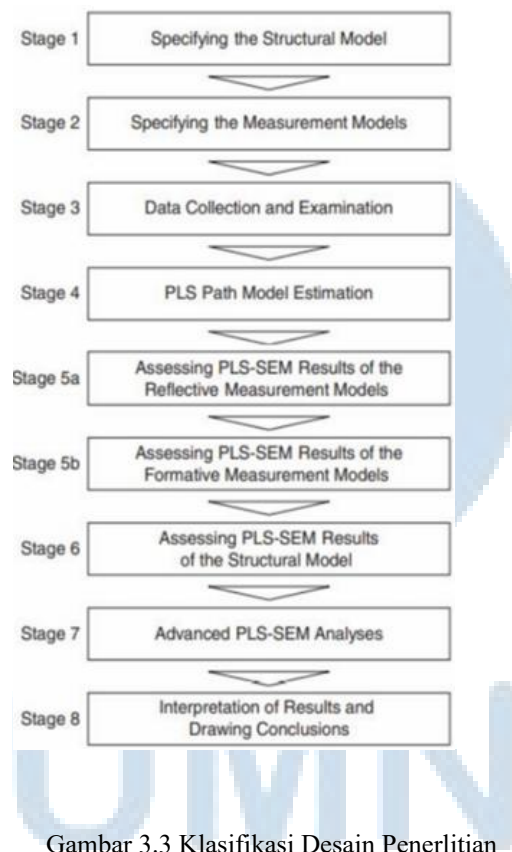 Stage 1 Specifying the Structural Model
Stage 2 Specifying the Measurement Models
Stage 3 Data Collection and Examination
Stage 4 PLS Path Model Estimation
Stage 5a Assessing PLS-SEM Results of the
Reflective Measurement Models
Stage 5b Assessing PLS-SEM Results of the
Formative Measurement Models
Stage 6 Assessing PLS-SEM Results
of the Structural Model
Stage 7 Advanced PLS-SEM Analyses
Stage 8 Interpretation of Results and
Drawing Conclusions
UMN
Gambar 3.3 Klasifikasi Desain Penerlitian